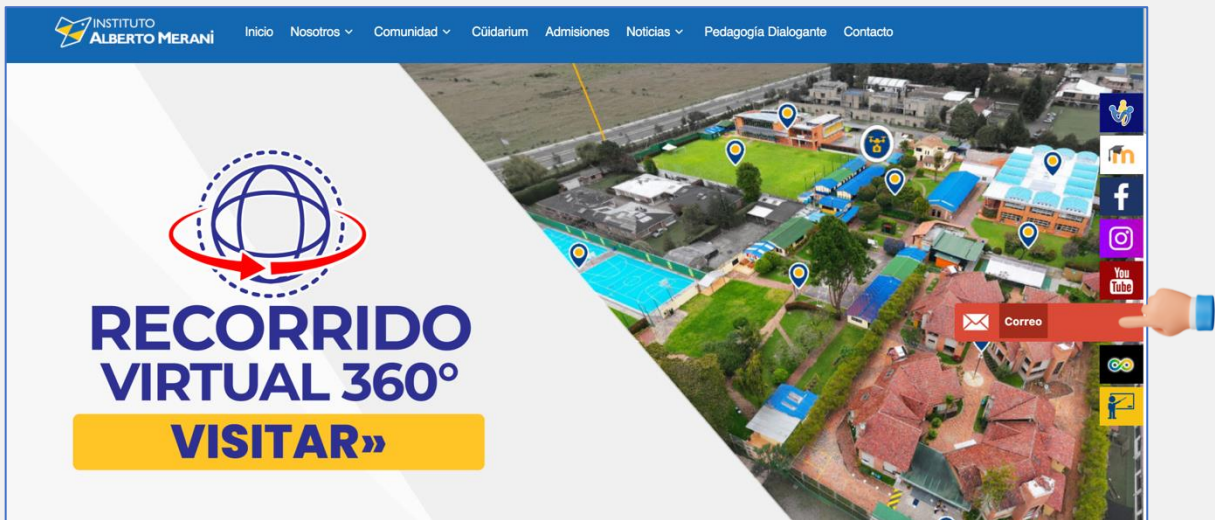 INSTITUTO
ALBERTO MERANI
Inicio Nosotros Comunidad Cüidarium Admisiones Noticias Pedagogía Dialogante Contacto
RECORRIDO
VIRTUAL 360°
VISITAR»
m
f
You
Tube
Correo